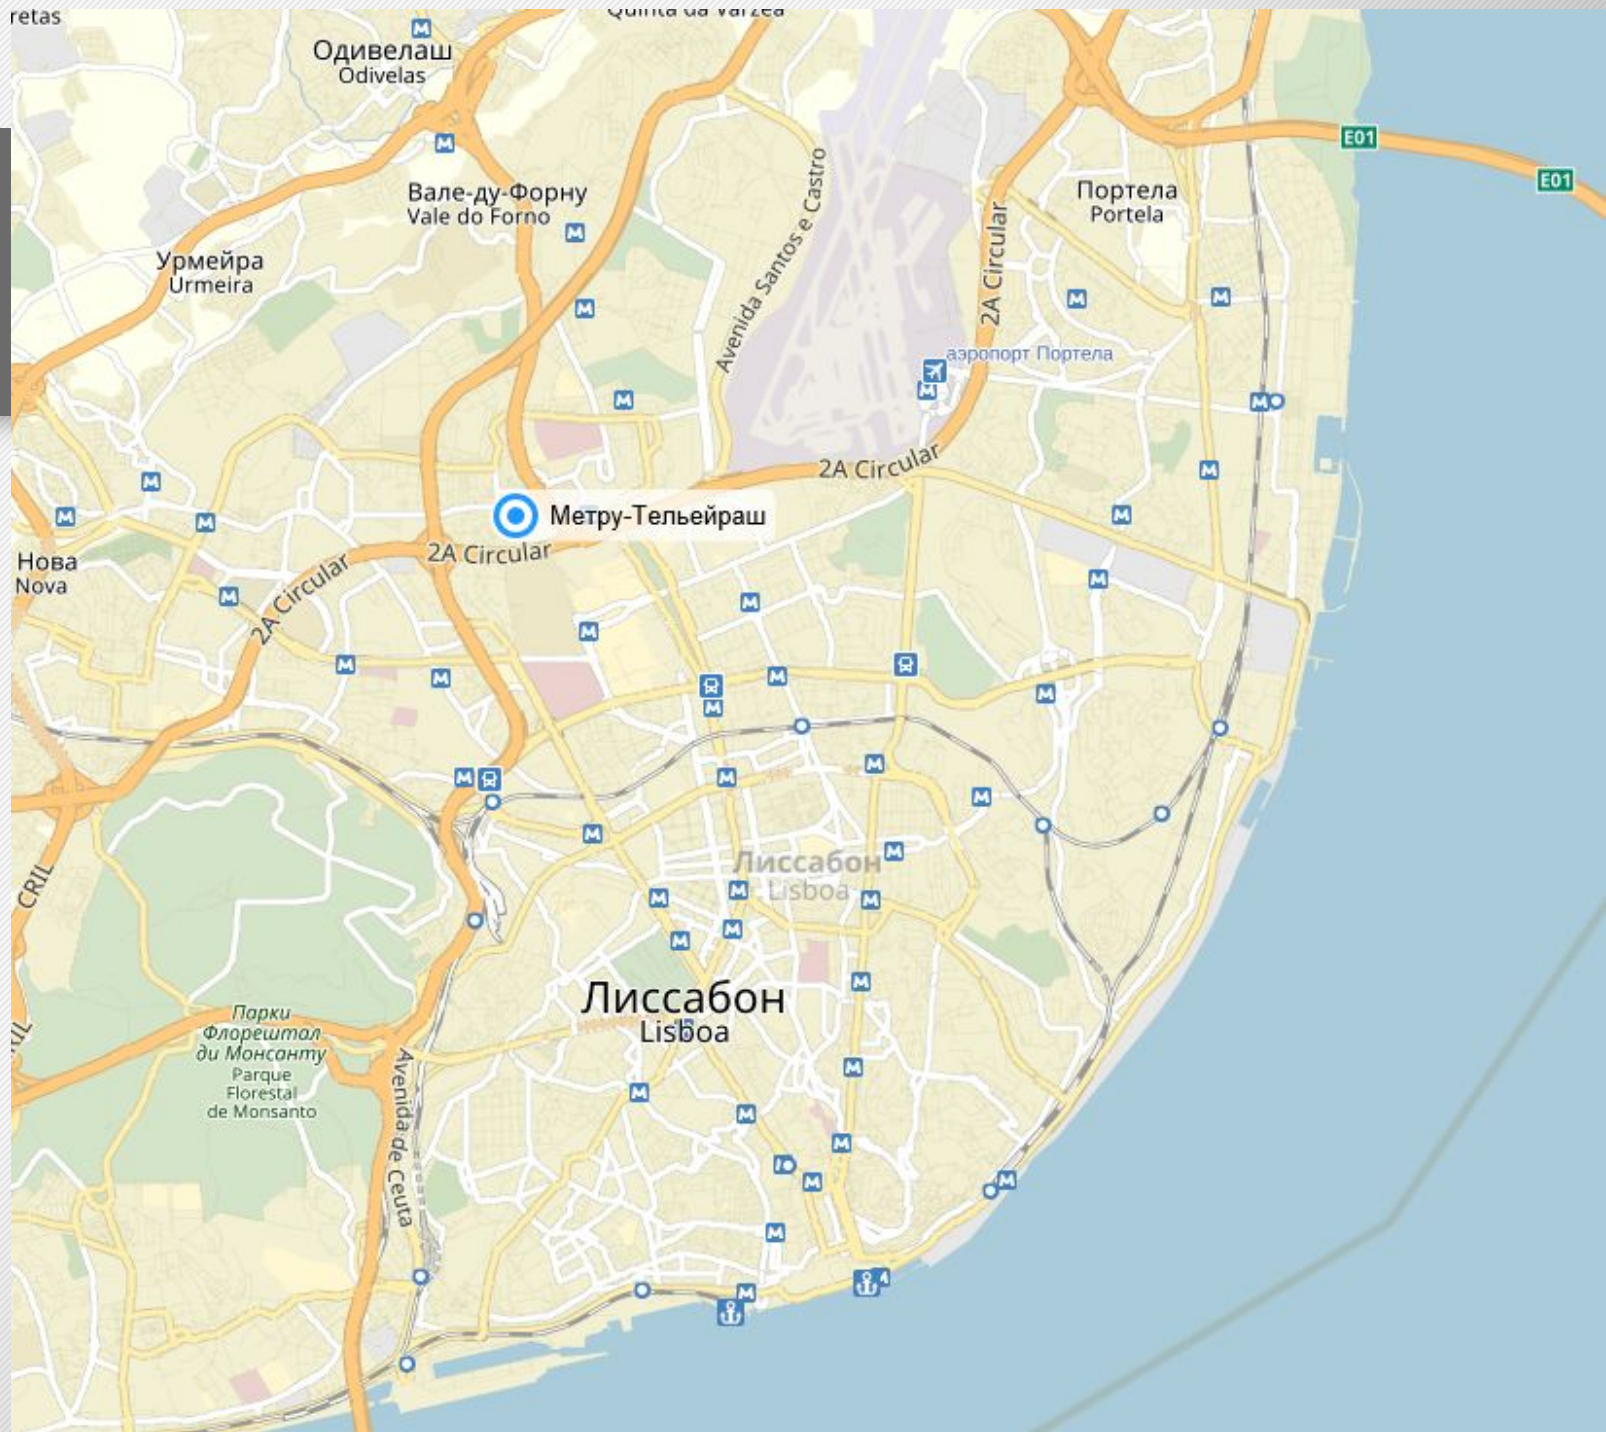 retas
Quinta da Varzea
Одивелаш
Odivelas
E01
E01
Вале-ду-Форну
Vale do Forno
Портела
Portela
Avenida Santos e Castro
2A Circular
Урмейра
Urmeira
аэропорт Портела
2A Circular
Метру-Тельейраш
2A Circular
2A Circular
Нова
Nova
CRIL
Лиссабон
Lisboa
Лиссабон
Lisboa
Парки
Флорештал
ди Монсанту
Parque
Florestal
de Monsanto
RIL
Avenida de Ceuta